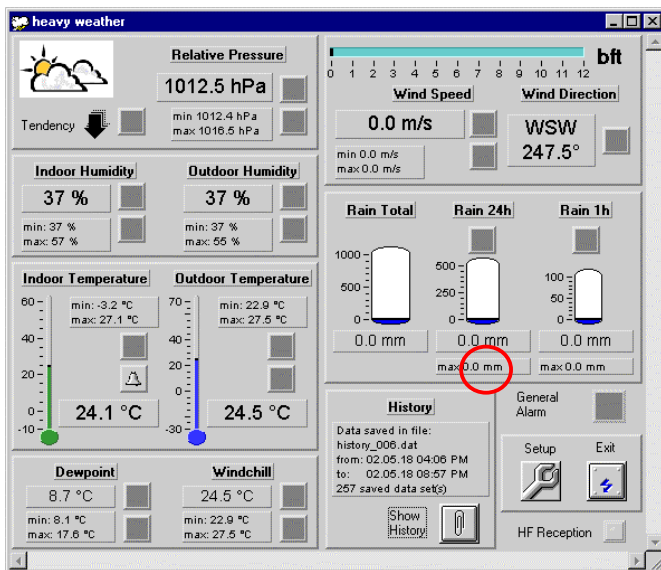 heavy weather
Relative Pressure
1012.5 hPa
Tendency
min 1012.4 hPa
max 1016.5 hPa
Indoor Humidity
37 %
min: 37 %
max: 57 %
Outdoor Humidity
37 %
min: 37 %
max: 55 %
Indoor Temperature
60
40
20
0
-10
min: -3.2 °C
max: 27.1 °C
24.1 °C
Outdoor Temperature
70
40
20
0
-30
min: 22.9 °C
max: 27.5 °C
24.5 °C
Dewpoint
8.7 °C
min: 8.1 °C
max: 17.6 °C
Windchill
24.5 °C
min: 22.9 °C
max: 27.5 °C
bft
0 1 2 3 4 5 6 7 8 9 10 11 12
Wind Speed
0.0 m/s
min 0.0 m/s
max 0.0 m/s
Wind Direction
WSW
247.5°
Rain Total
1000
500
0
0.0 mm
Rain 24h
500
250
0
0.0 mm
max 0.0 mm
Rain 1h
100
50
0
0.0 mm
max 0.0 mm
History
Data saved in file:
history_006.dat
from: 02.05.18 04:06 PM
to: 02.05.18 08:57 PM
257 saved data set(s)
Show
History
General
Alarm
Setup
Exit
HF Reception